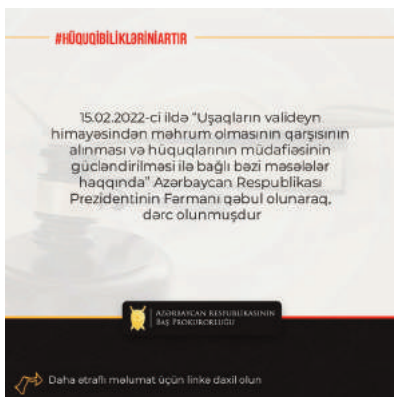 #HÜQUQİBİLİKLƏRİNİARTIR
15.02.2022-ci ildə "Uşaqların valideyn
himayəsindən məhrum olmasının qarşısının
alınması və hüquqlarının müdafiəsinin
gücləndirilməsi ilə bağlı bəzi məsələlər
haqqında" Azərbaycan Respublikası
Prezidentinin Fərmanı qəbul olunaraq,
dərc olunmuşdur
AZƏRBAYCAN RESPUBLİKASININ
BAŞ PROKURORLUĞU
Daha ətraflı məlumat üçün linkə daxil olun